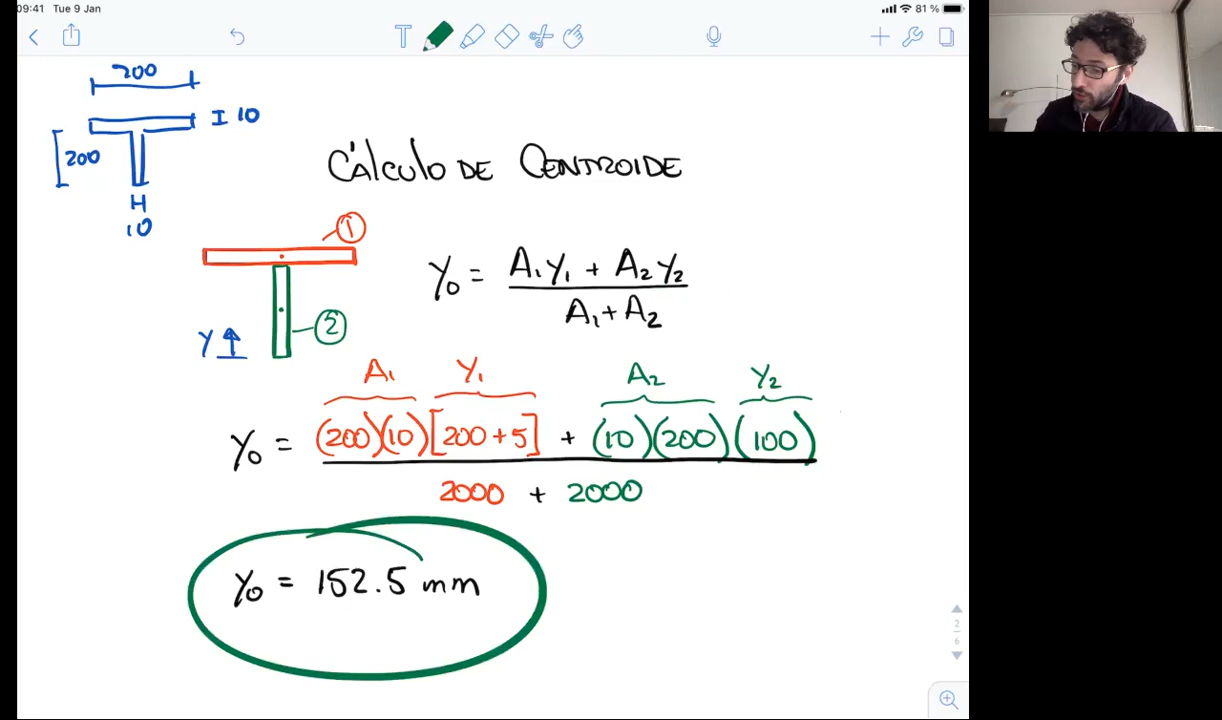 09:41 Tue 9 Jan
81 %
T
200
I 10
200
H
10
CÁLCULO DE CENTROIDE
1
2
Y
Y₀ = (A₁Y₁ + A₂Y₂) / (A₁ + A₂)
A₁ Y₁ A₂ Y₂
Y₀ = (200)(10)[200 + 5] + (10)(200)(100)
2000 + 2000
Y₀ = 152.5 mm
2
6